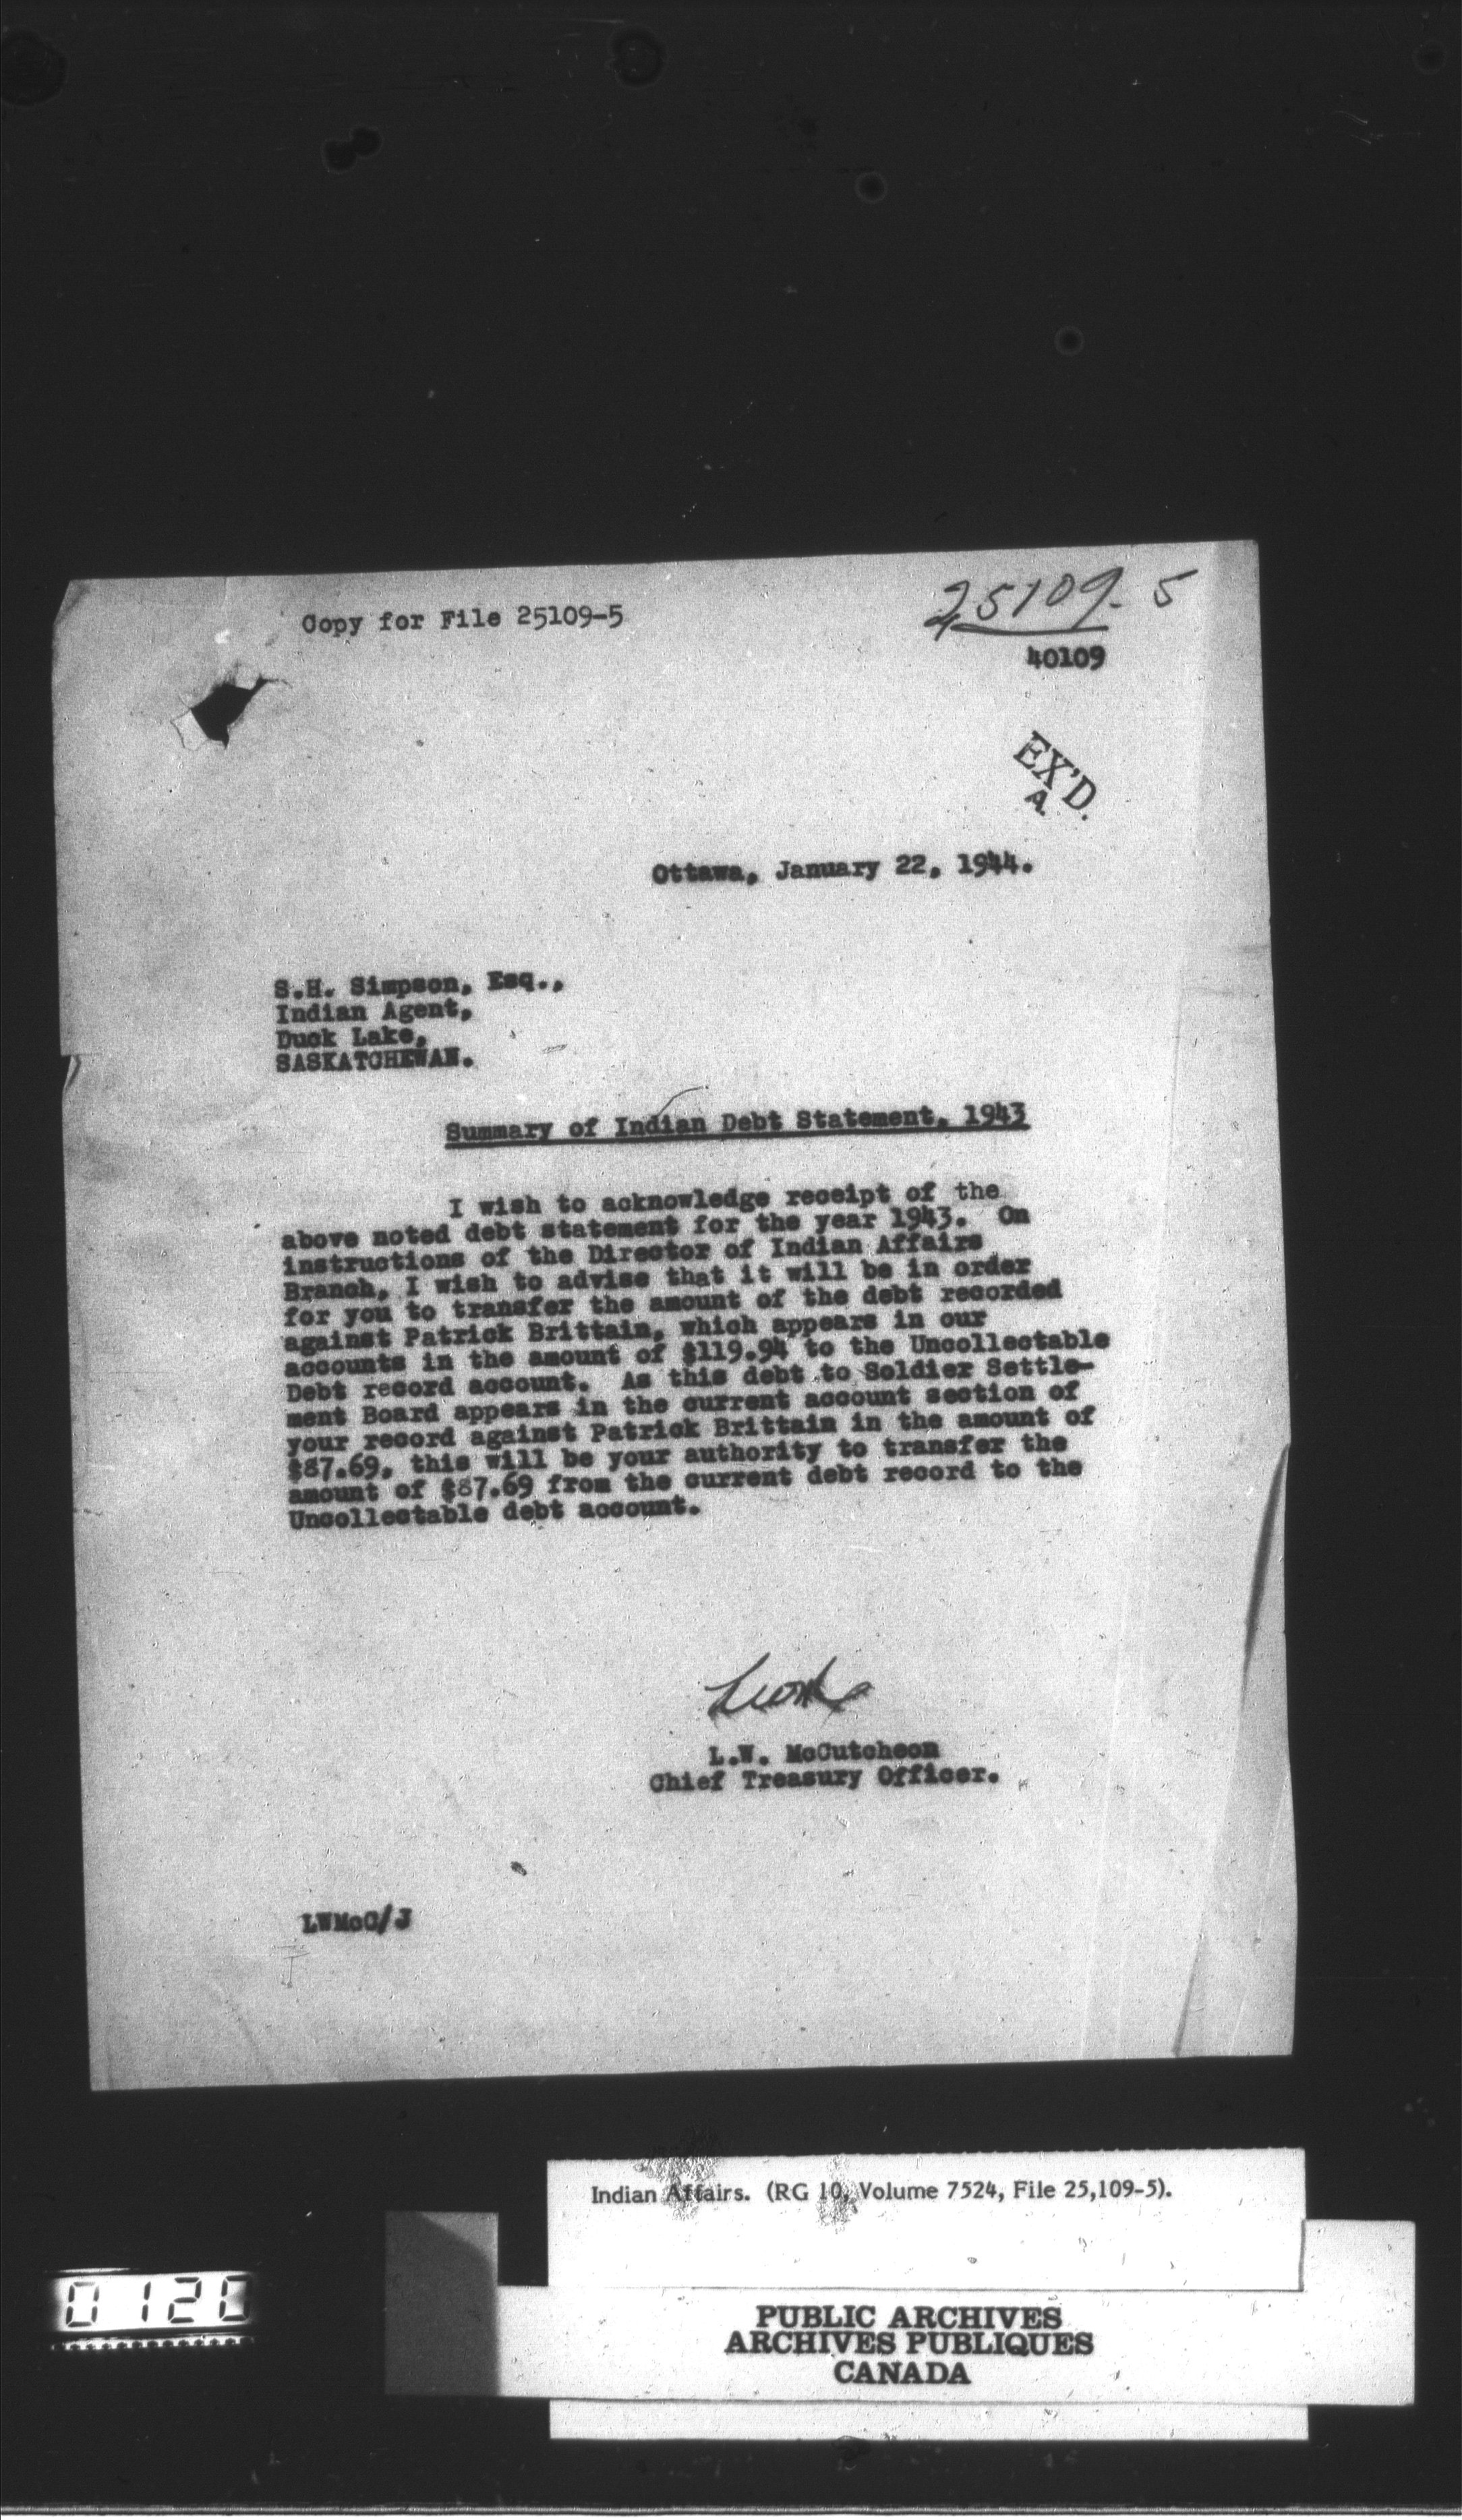 Copy for File 25109-5
25109-5
40109
EX'D.
A.
Ottawa, January 22, 1944.
S.H. Simpson, Esq.,
Indian Agent,
Duck Lake,
SASKATCHEWAN.
Summary of Indian Debt Statement, 1943
I wish to acknowledge receipt of the
above noted debt statement for the year 1943. On
instructions of the Director of Indian Affairs
Branch, I wish to advise that it will be in order
for you to transfer the amount of the debt recorded
against Patrick Brittain, which appears in our
accounts in the amount of $119.94 to the Uncollectable
Debt record account. As this debt to Soldier Settle-
ment Board appears in the current account section of
your record against Patrick Brittain in the amount of
$87.69, this will be your authority to transfer the
amount of $87.69 from the current debt record to the
Uncollectable debt account.
L.W. McCutcheon
Chief Treasury Officer.
LWMcC/J
Indian Affairs. (RG 10, Volume 7524, File 25,109-5).
0120
PUBLIC ARCHIVES
ARCHIVES PUBLIQUES
CANADA